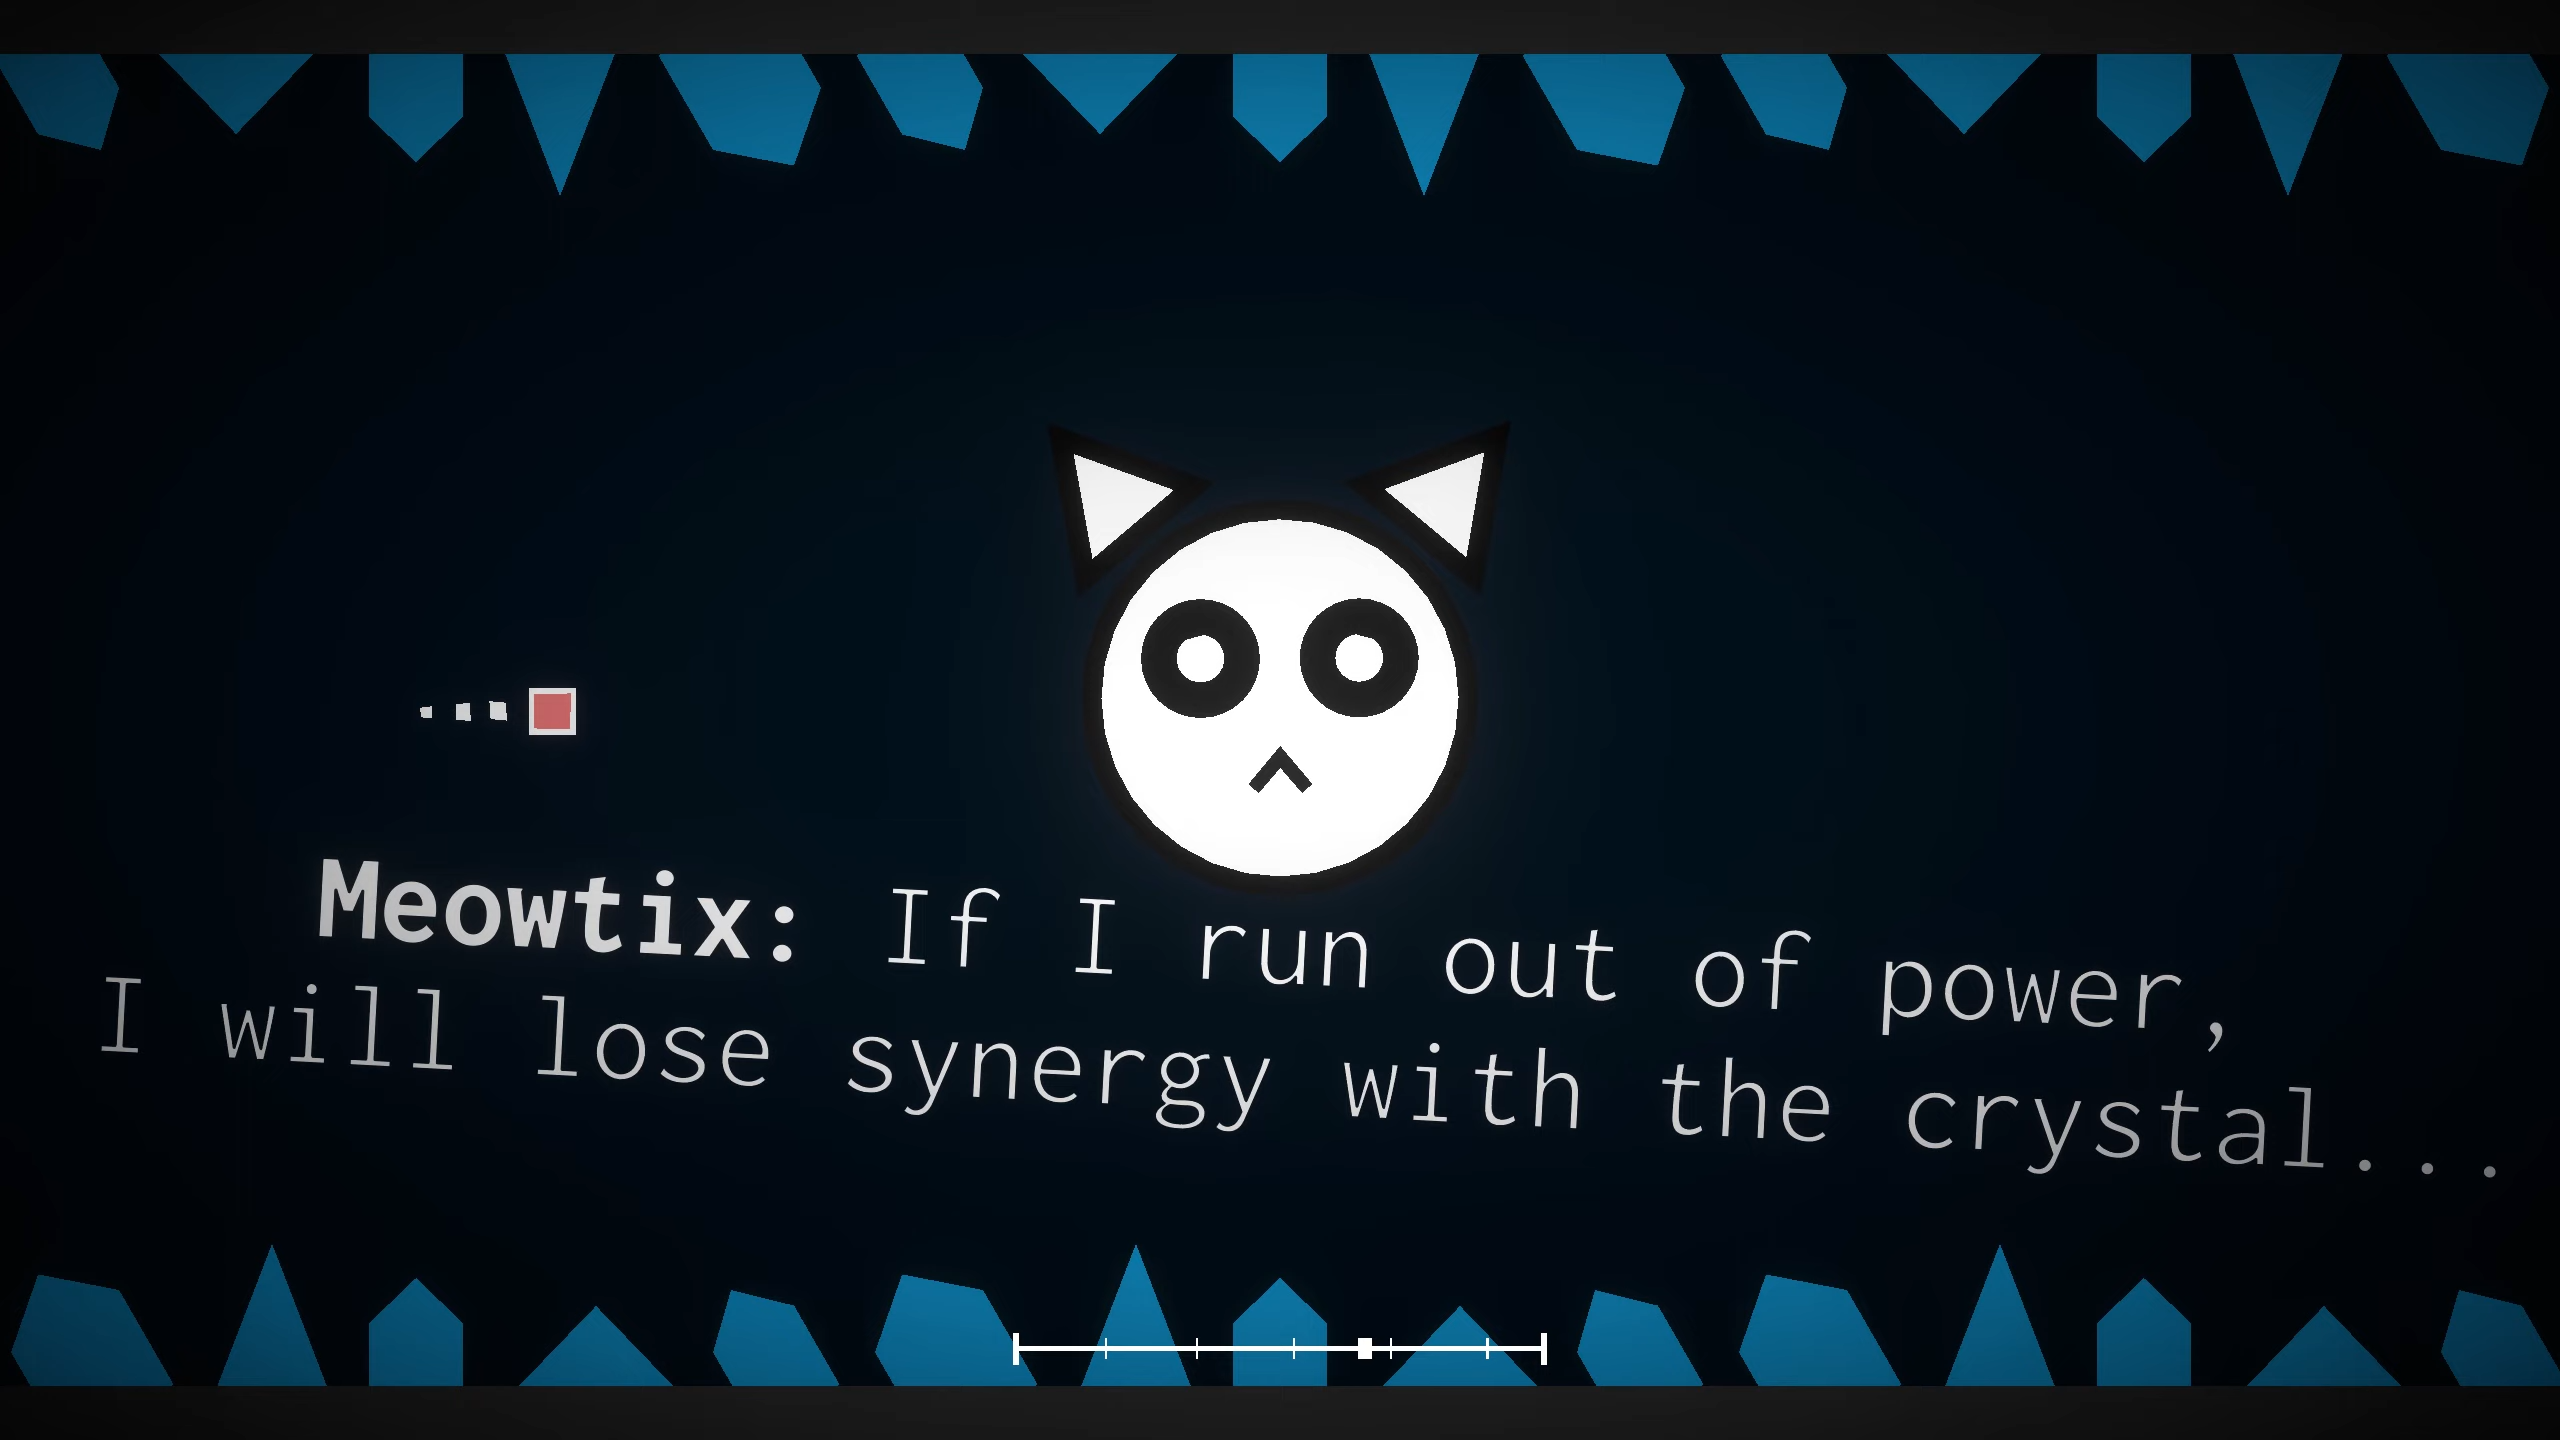 Meowtix: If I run out of power,
I will lose synergy with the crystal...